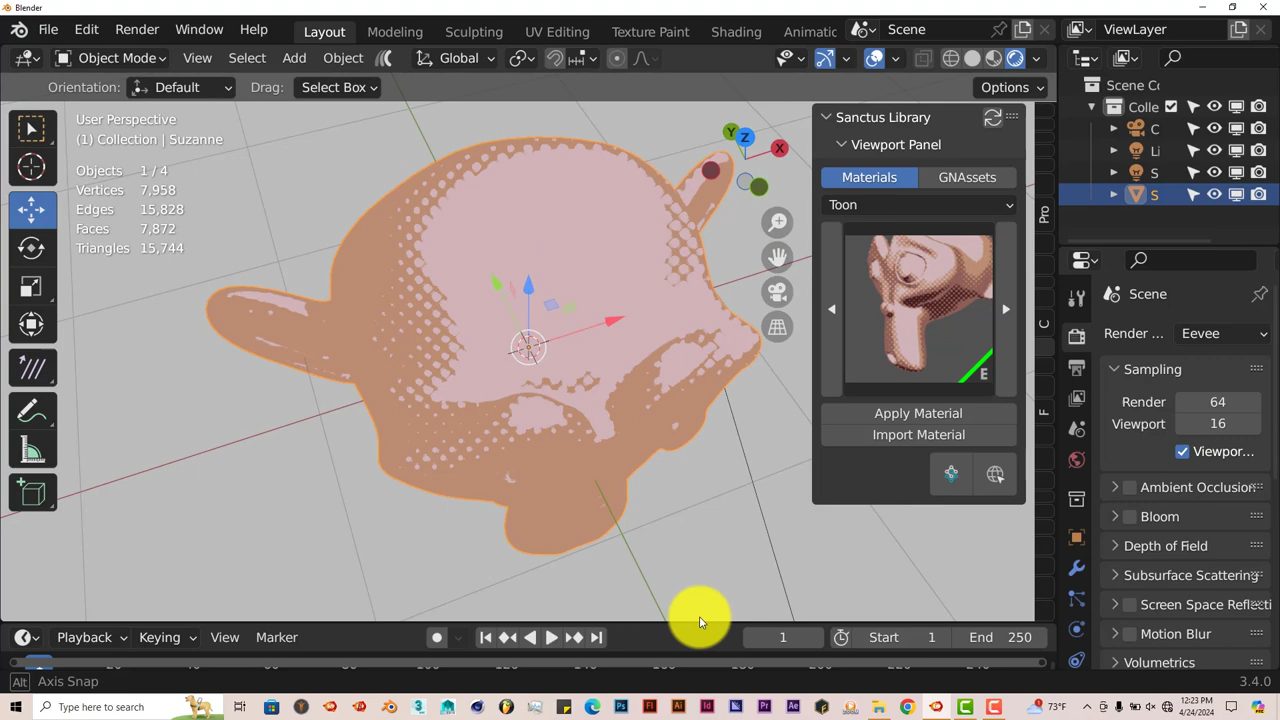 Blender
File Edit Render Window Help Layout Modeling Sculpting UV Editing Texture Paint Shading Animatic Scene ViewLayer
Object Mode View Select Add Object Global
Orientation: Default Drag: Select Box Options
User Perspective
(1) Collection | Suzanne
Objects 1 / 4
Vertices 7,958
Edges 15,828
Faces 7,872
Triangles 15,744
Y Z X
Sanctus Library
Viewport Panel
Materials GNAssets
Toon
E
Apply Material
Import Material
Pro
C
F
Scene Cc
Colle
C
Li
S
S
Scene
Render ... Eevee
Sampling
Render 64
Viewport 16
Viewpor...
Ambient Occlusion
Bloom
Depth of Field
Subsurface Scattering
Screen Space Reflecti
Motion Blur
Volumetrics
Playback Keying View Marker 1 Start 1 End 250
Alt Axis Snap 3.4.0
Type here to search
73°F
12:23 PM
4/24/2024